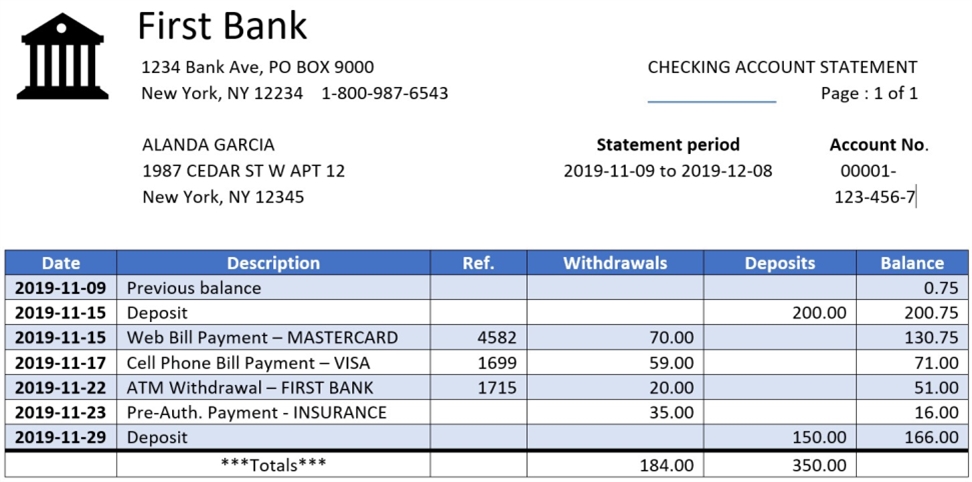 First Bank
1234 Bank Ave, PO BOX 9000
New York, NY 12234 1-800-987-6543
CHECKING ACCOUNT STATEMENT
Page : 1 of 1
ALANDA GARCIA
1987 CEDAR ST W APT 12
New York, NY 12345
Statement period
2019-11-09 to 2019-12-08
Account No.
00001-
123-456-7
Date Description Ref. Withdrawals Deposits Balance
2019-11-09 Previous balance 0.75
2019-11-15 Deposit 200.00 200.75
2019-11-15 Web Bill Payment – MASTERCARD 4582 70.00 130.75
2019-11-17 Cell Phone Bill Payment – VISA 1699 59.00 71.00
2019-11-22 ATM Withdrawal – FIRST BANK 1715 20.00 51.00
2019-11-23 Pre-Auth. Payment - INSURANCE 35.00 16.00
2019-11-29 Deposit 150.00 166.00
***Totals*** 184.00 350.00